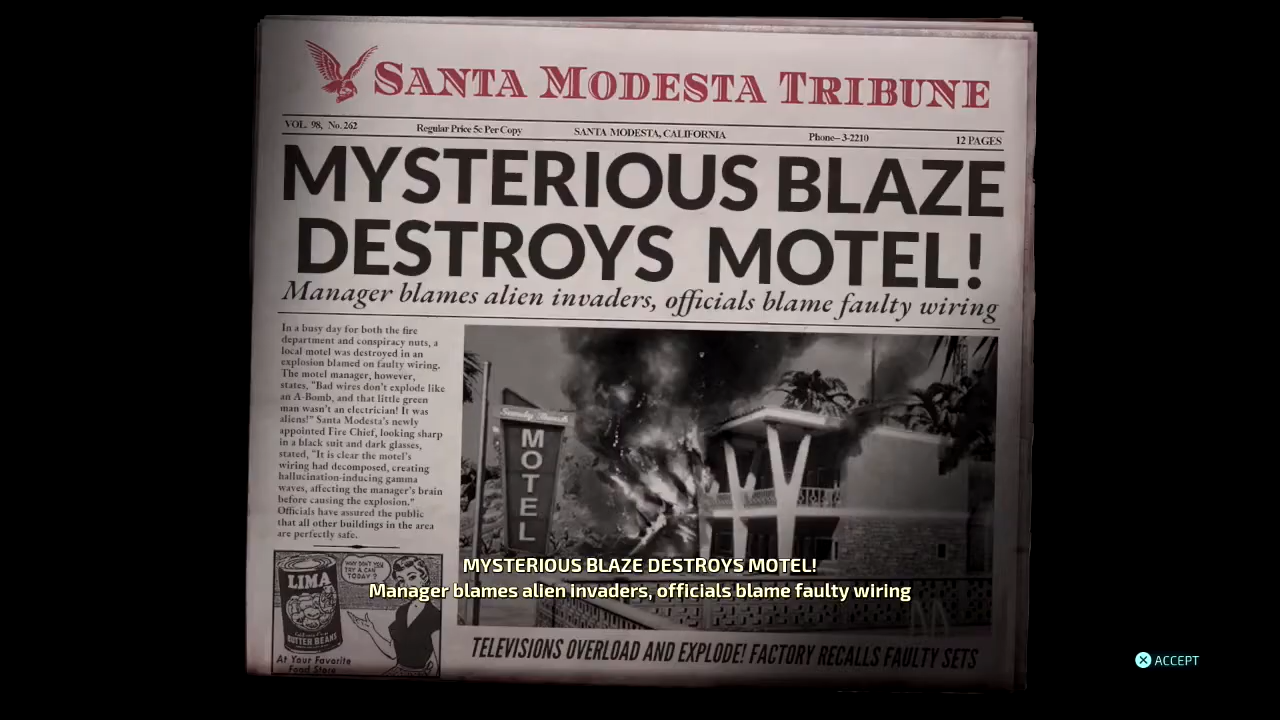 SANTA MODESTA TRIBUNE
VOL. 98, No. 262 Regular Price 5c Per Copy SANTA MODESTA, CALIFORNIA Phone–3-2210 12 PAGES
MYSTERIOUS BLAZE
DESTROYS MOTEL!
Manager blames alien invaders, officials blame faulty wiring
In a busy day for both the fire
department and conspiracy nuts, a
local motel was destroyed in an
explosion blamed on faulty wiring.
The motel manager, however,
states, "Bad wires don't explode like
an A-Bomb, and that little green
man wasn't an electrician! It was
aliens!" Santa Modesta's newly
appointed Fire Chief, looking sharp
in a black suit and dark glasses,
stated, "It is clear the motel's
wiring had decomposed, creating
hallucination-inducing gamma
waves, affecting the manager's brain
before causing the explosion."
Officials have assured the public
that all other buildings in the area
are perfectly safe.
MOTEL
WHY DON'T YOU
TRY A CAN
TODAY?
LIMA
BUTTER BEANS
At Your Favorite
Food Store
MYSTERIOUS BLAZE DESTROYS MOTEL!
Manager blames alien invaders, officials blame faulty wiring
TELEVISIONS OVERLOAD AND EXPLODE! FACTORY RECALLS FAULTY SETS
ACCEPT